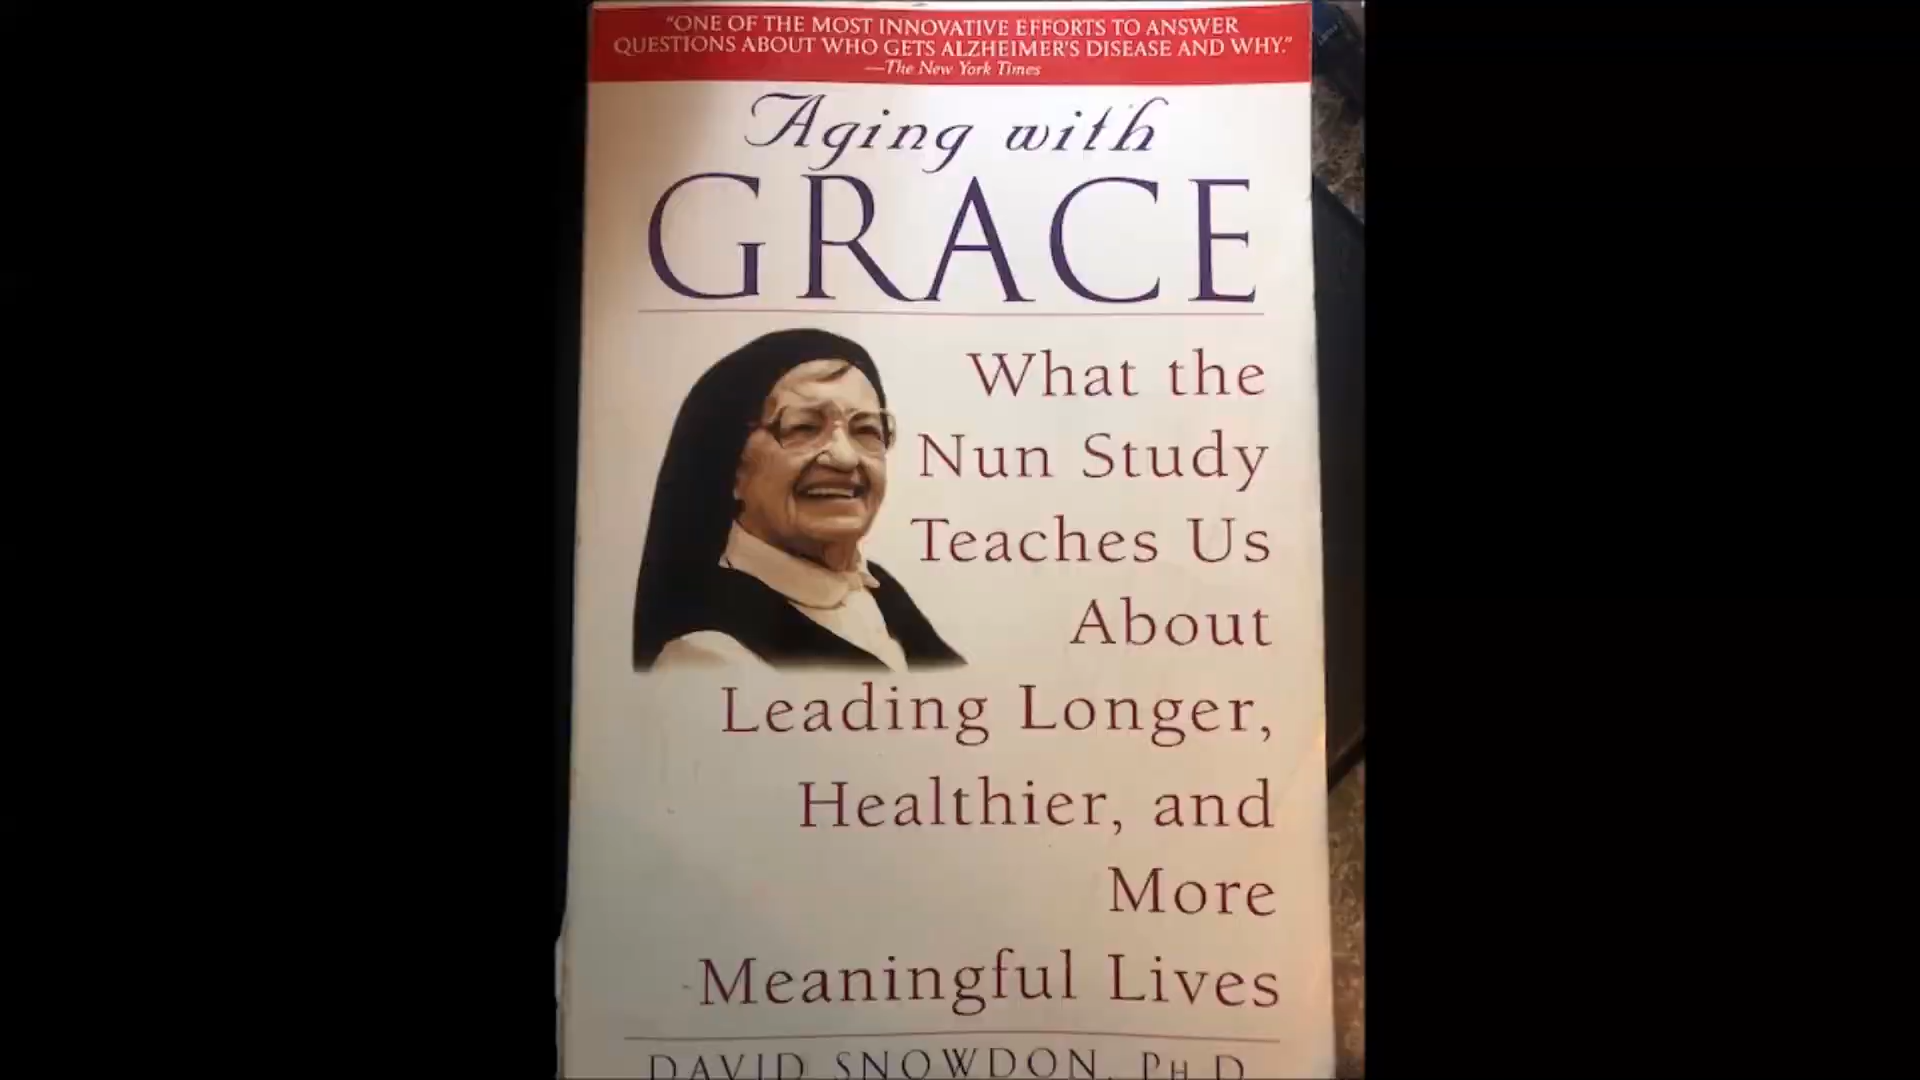 "ONE OF THE MOST INNOVATIVE EFFORTS TO ANSWER
QUESTIONS ABOUT WHO GETS ALZHEIMER'S DISEASE AND WHY."
—The New York Times
Aging with
GRACE
What the
Nun Study
Teaches Us
About
Leading Longer,
Healthier, and
More
Meaningful Lives
DAVID SNOWDON, PH.D.